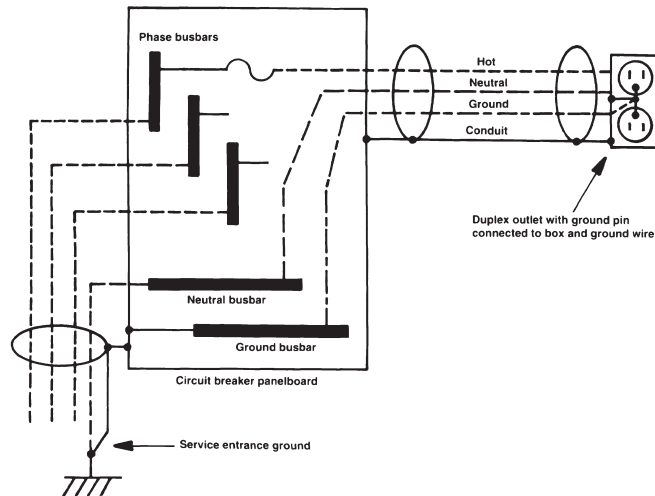 Phase busbars
Hot
Neutral
Ground
Conduit
Duplex outlet with ground pin
connected to box and ground wire
Neutral busbar
Ground busbar
Circuit breaker panelboard
Service entrance ground